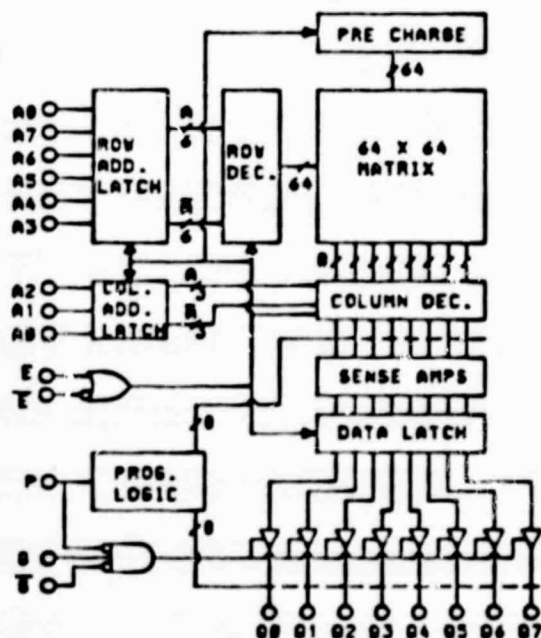 PRE CHARGE
64
A8
A7
A6
A5
A4
A3
ROW
ADD.
LATCH
A
6
A
6
ROW
DEC.
64
64 X 64
MATRIX
8
A2
A1
A0
COL.
ADD.
LATCH
A
3
A
3
COLUMN DEC.
E
E
SENSE AMPS
8
DATA LATCH
P
PROG.
LOGIC
8
G
G
Q0 Q1 Q2 Q3 Q4 Q5 Q6 Q7